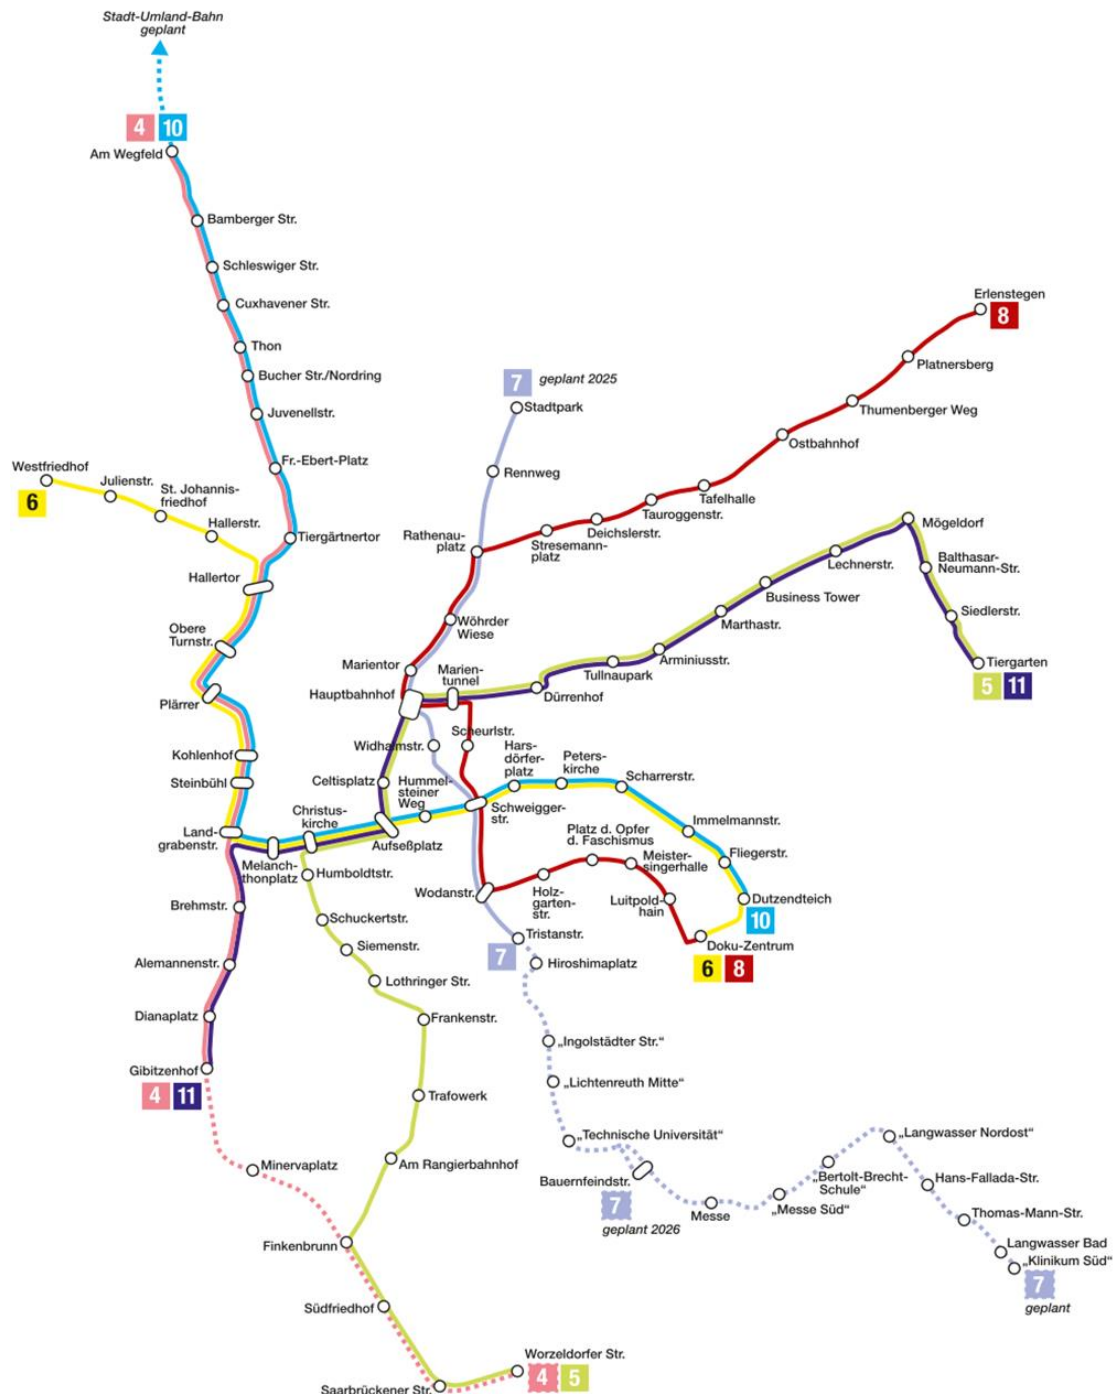 Stadt-Umland-Bahn
geplant
4 10
Am Wegfeld
Bamberger Str.
Schleswiger Str.
Cuxhavener Str.
Thon
Bucher Str./Nordring
Juvenellstr.
Fr.-Ebert-Platz
Tiergärtnertor
Westfriedhof
6
Julienstr.
St. Johannis-
friedhof
Hallerstr.
Hallertor
Obere
Turnstr.
Plärrer
Kohlenhof
Steinbühl
Land-
grabenstr.
Melanch-
thonplatz
Christus-
kirche
Brehmstr.
Alemannenstr.
Dianaplatz
Gibitzenhof
4 11
Minervaplatz
Finkenbrunn
Südfriedhof
Saarbrückener Str.
Worzeldorfer Str.
4 5
Humboldtstr.
Schuckertstr.
Siemenstr.
Lothringer Str.
Frankenstr.
Trafowerk
Am Rangierbahnhof
7 geplant 2025
Stadtpark
Rennweg
Rathenau-
platz
Wöhrder
Wiese
Marientor
Hauptbahnhof
Marien-
tunnel
Widhalmstr.
Scheurlstr.
Celtisplatz
Hummel-
steiner
Weg
Aufseßplatz
Hars-
dörfer-
platz
Peters-
kirche
Scharrerstr.
Schweigger-
str.
Immelmannstr.
Fliegerstr.
Dutzendteich
10
Platz d. Opfer
d. Faschismus
Meister-
singerhalle
Luitpold-
hain
Holz-
garten-
str.
Wodanstr.
Doku-Zentrum
6 8
Tristanstr.
7
Hiroshimaplatz
„Ingolstädter Str.“
„Lichtenreuth Mitte“
„Technische Universität“
Bauernfeindstr.
7
geplant 2026
Messe
„Messe Süd“
„Bertolt-Brecht-
Schule“
„Langwasser Nordost“
Hans-Fallada-Str.
Thomas-Mann-Str.
Langwasser Bad
„Klinikum Süd“
7
geplant
Erlenstegen
8
Platnersberg
Thumenberger Weg
Ostbahnhof
Tafelhalle
Tauroggenstr.
Deichslerstr.
Stresemann-
platz
Mögeldorf
Balthasar-
Neumann-Str.
Lechnerstr.
Business Tower
Siedlerstr.
Marthastr.
Arminiusstr.
Tullnaupark
Dürrenhof
Tiergarten
5 11